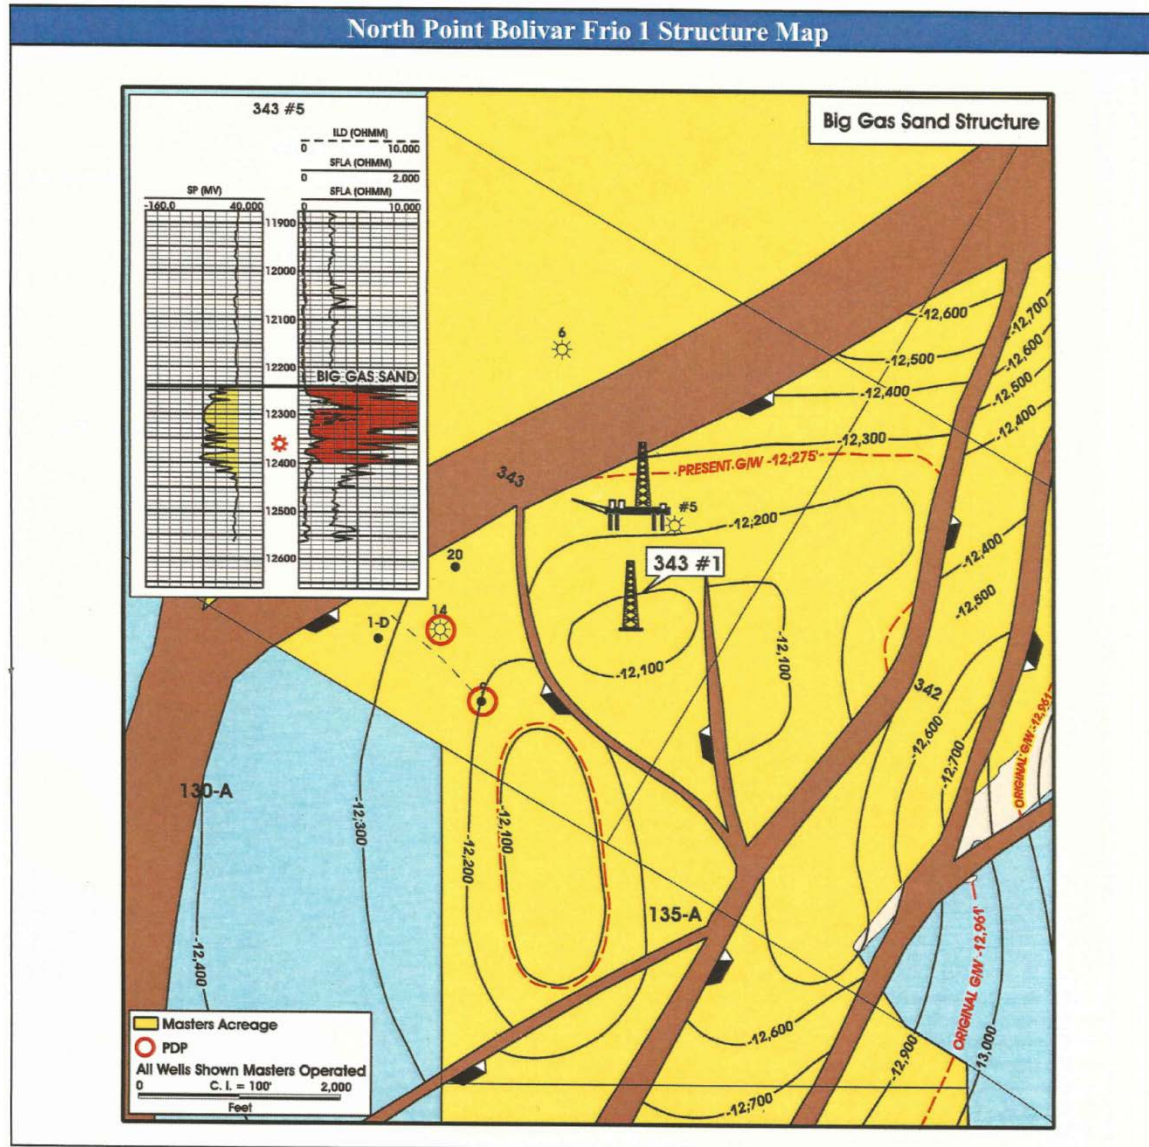 North Point Bolivar Frio 1 Structure Map
343 #5
ILD (OHMM)
0 10.000
SFLA (OHMM)
0 2.000
SP (MV)
SFLA (OHMM)
-160.0 40.000
0 10.000
11900
12000
12100
12200
BIG GAS SAND
12300
12400
12500
12600
Big Gas Sand Structure
6
-12,600
-12,700
-12,500
-12,600
-12,400
-12,500
-12,300
-12,400
PRESENT G/W -12,275'
343
#5
-12,200
343 #1
20
14
1-D
-12,100
-12,100
-12,400
-12,500
342
-12,600
-12,700
ORIGINAL G/W -12,961'
130-A
-12,300
-12,200
-12,100
135-A
-12,400
ORIGINAL G/W -12,961'
-12,600
-12,900
-13,000
-12,700
Masters Acreage
PDP
All Wells Shown Masters Operated
0 C. I. = 100' 2,000
Feet